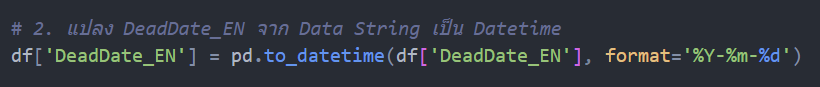 # 2. แปลง DeadDate_EN จาก Data String เป็น Datetime
df['DeadDate_EN'] = pd.to_datetime(df['DeadDate_EN'], format='%Y-%m-%d')